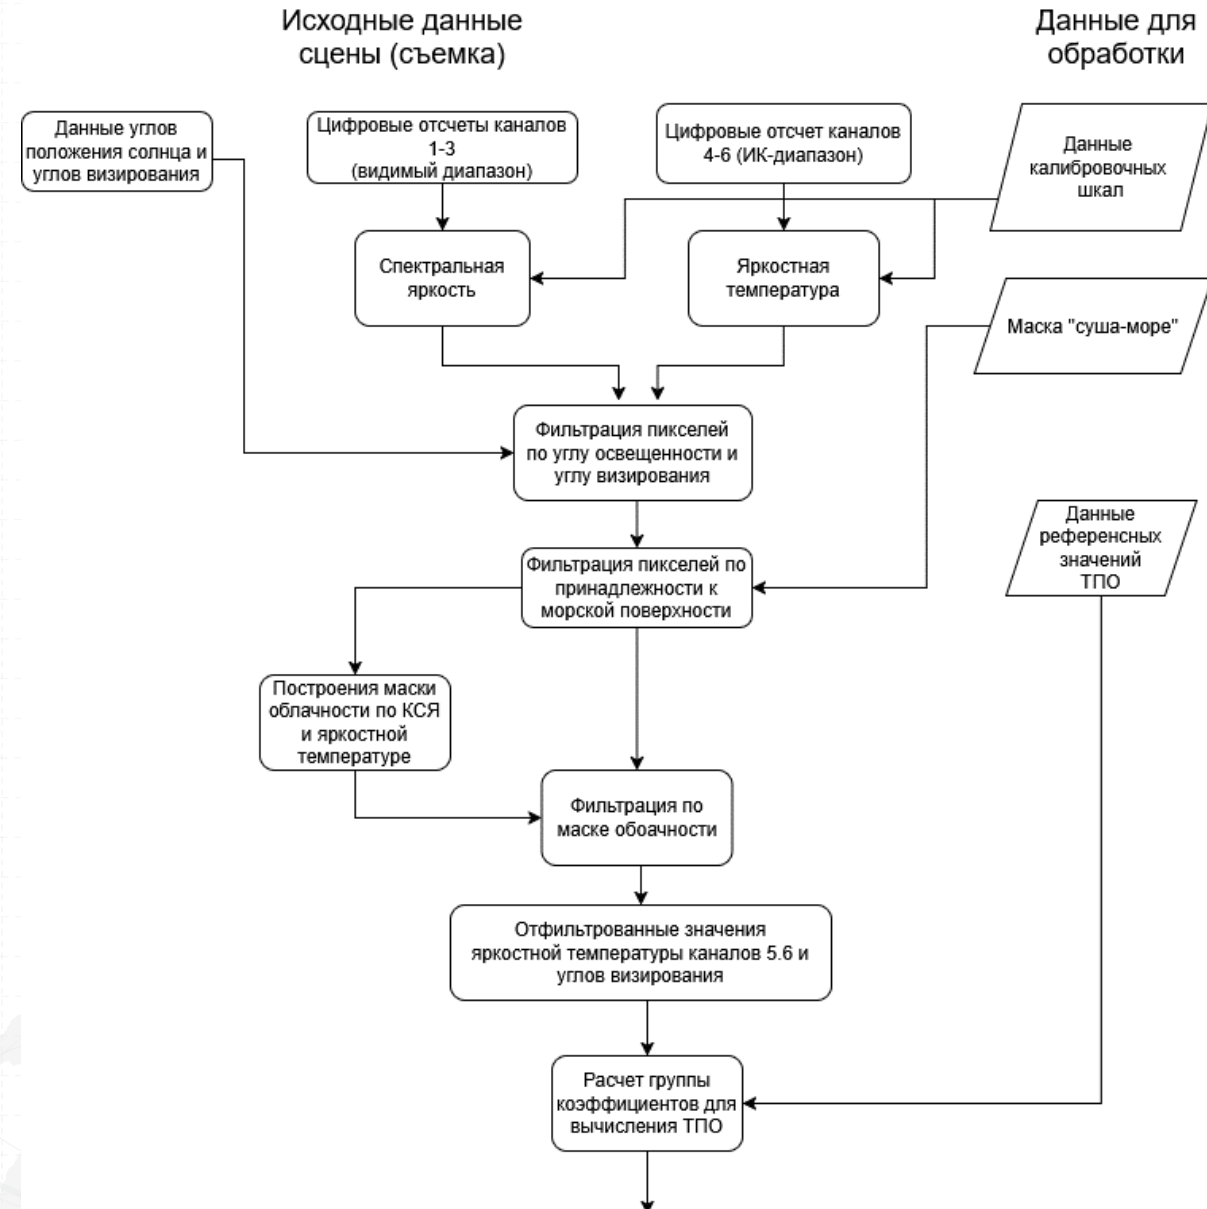 Исходные данные
сцены (съемка)
Данные для
обработки
Данные углов
положения солнца и
углов визирования
Цифровые отсчеты каналов
1-3
(видимый диапазон)
Цифровые отсчет каналов
4-6 (ИК-диапазон)
Данные
калибровочных
шкал
Спектральная
яркость
Яркостная
температура
Маска "суша-море"
Фильтрация пикселей
по углу освещенности и
углу визирования
Данные
референсных
значений
ТПО
Фильтрация пикселей по
принадлежности к
морской поверхности
Построения маски
облачности по КСЯ
и яркостной
температуре
Фильтрация по
маске обоачности
Отфильтрованные значения
яркостной температуры каналов 5.6 и
углов визирования
Расчет группы
коэффициентов для
вычисления ТПО